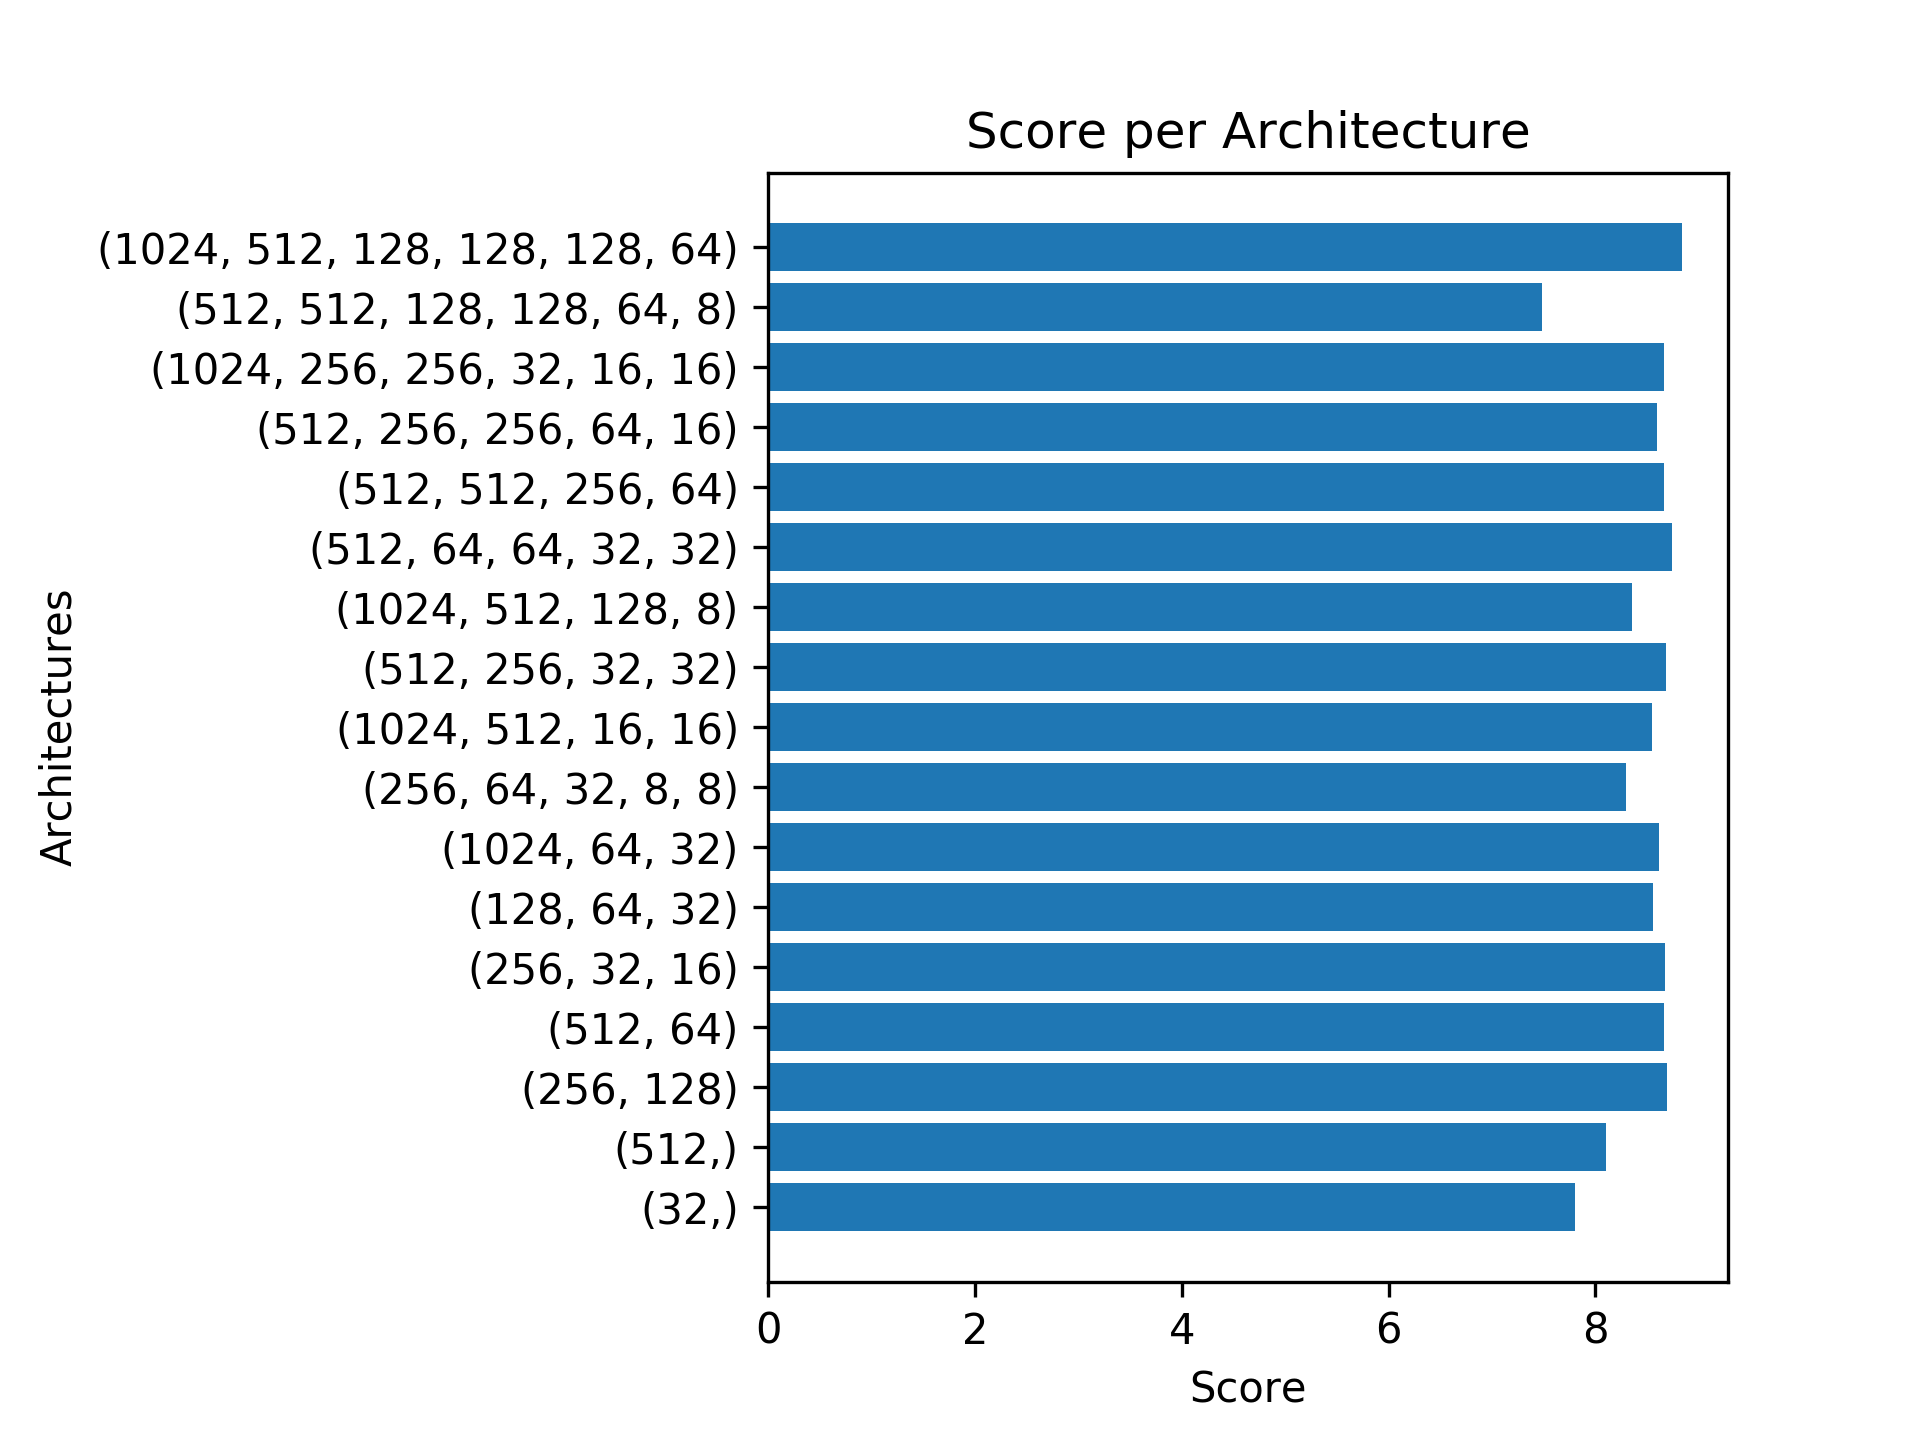 Score per Architecture
(1024, 512, 128, 128, 128, 64)
(512, 512, 128, 128, 64, 8)
(1024, 256, 256, 32, 16, 16)
(512, 256, 256, 64, 16)
(512, 512, 256, 64)
(512, 64, 64, 32, 32)
(1024, 512, 128, 8)
(512, 256, 32, 32)
(1024, 512, 16, 16)
(256, 64, 32, 8, 8)
(1024, 64, 32)
(128, 64, 32)
(256, 32, 16)
(512, 64)
(256, 128)
(512,)
(32,)
Architectures
0 2 4 6 8
Score